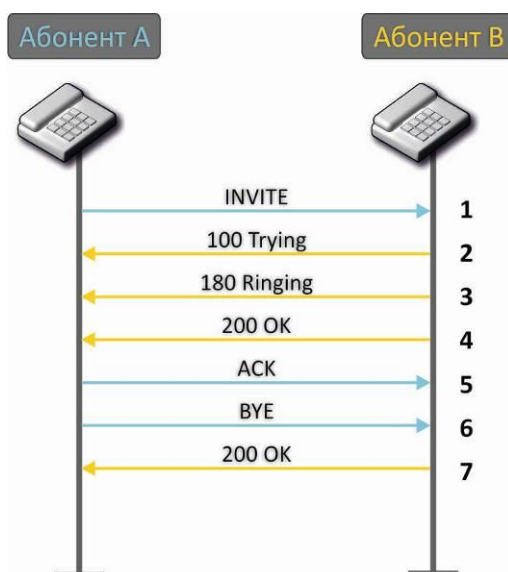 Абонент А
Абонент В
INVITE
1
100 Trying
2
180 Ringing
3
200 OK
4
ACK
5
BYE
6
200 OK
7